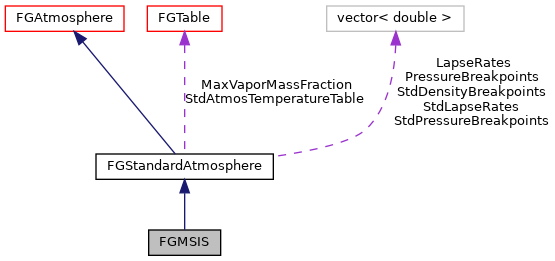 FGAtmosphere
FGTable
vector< double >
LapseRates
PressureBreakpoints
StdDensityBreakpoints
StdLapseRates
StdPressureBreakpoints
MaxVaporMassFraction
StdAtmosTemperatureTable
FGStandardAtmosphere
FGMSIS